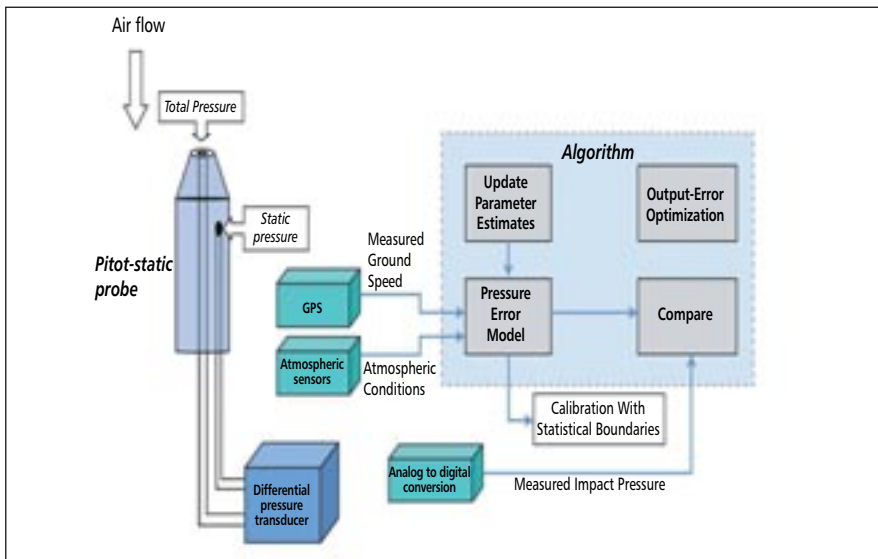 Air flow
Total Pressure
Static
pressure
Pitot-static
probe
Differential
pressure
transducer
Measured
Ground
Speed
GPS
Atmospheric
sensors
Atmospheric
Conditions
Algorithm
Update
Parameter
Estimates
Output-Error
Optimization
Pressure
Error
Model
Compare
Calibration With
Statistical Boundaries
Analog to digital
conversion
Measured Impact Pressure